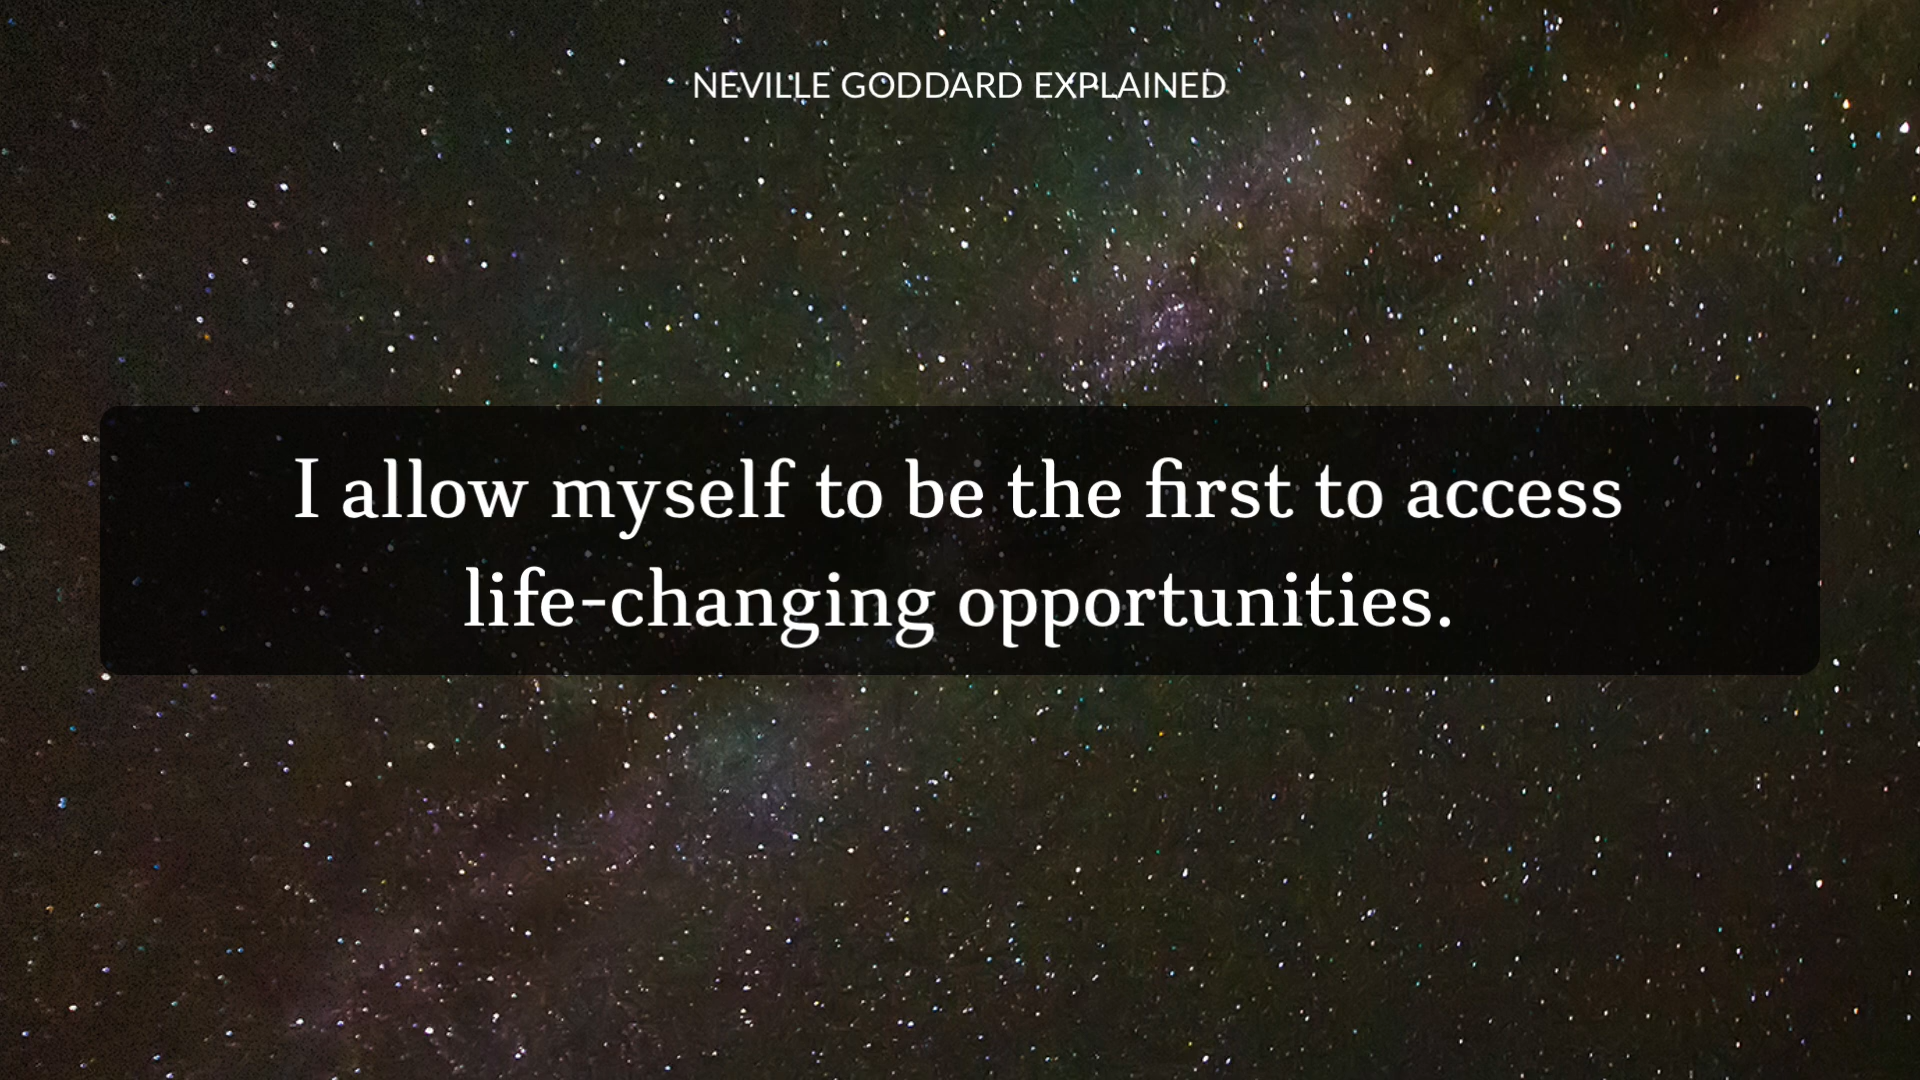 NEVILLE GODDARD EXPLAINED
I allow myself to be the first to access
life-changing opportunities.